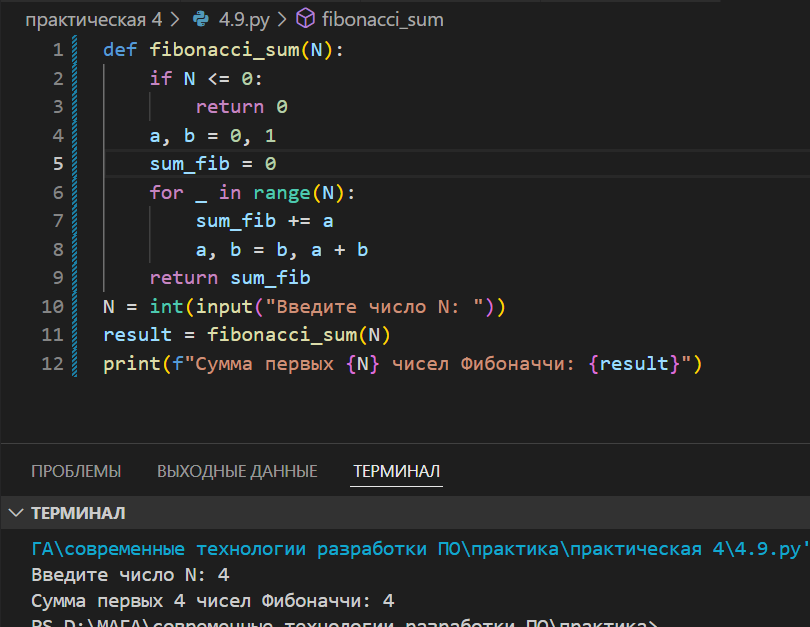 практическая 4 > 4.9.py > fibonacci_sum
1 def fibonacci_sum(N):
2     if N <= 0:
3         return 0
4     a, b = 0, 1
5     sum_fib = 0
6     for _ in range(N):
7         sum_fib += a
8         a, b = b, a + b
9     return sum_fib
10 N = int(input("Введите число N: "))
11 result = fibonacci_sum(N)
12 print(f"Сумма первых {N} чисел Фибоначчи: {result}")
ПРОБЛЕМЫ ВЫХОДНЫЕ ДАННЫЕ ТЕРМИНАЛ
ТЕРМИНАЛ
ГА\современные технологии разработки ПО\практика\практическая 4\4.9.py'
Введите число N: 4
Сумма первых 4 чисел Фибоначчи: 4
PS D:\МАГА\современные технологии разработки ПО\практика>